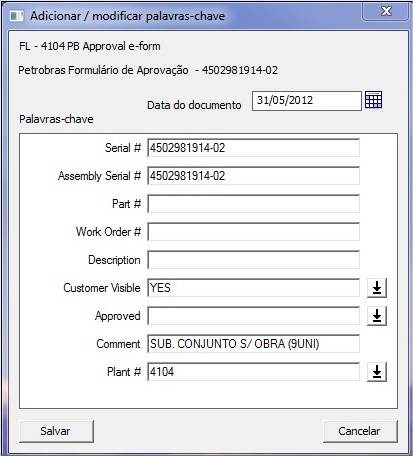 Adicionar / modificar palavras-chave
FL - 4104 PB Approval e-form
Petrobras Formulário de Aprovação - 4502981914-02
Data do documento 31/05/2012
Palavras-chave
Serial # 4502981914-02
Assembly Serial # 4502981914-02
Part #
Work Order #
Description
Customer Visible YES
Approved
Comment SUB. CONJUNTO S/ OBRA (9UNI)
Plant # 4104
Salvar Cancelar